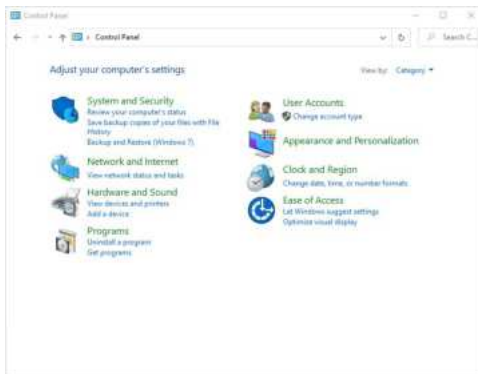 Control Panel
Control Panel
Search C...
Adjust your computer's settings
View by: Category
System and Security
Review your computer's status
Save backup copies of your files with File
History
Backup and Restore (Windows 7)
Network and Internet
View network status and tasks
Hardware and Sound
View devices and printers
Add a device
Programs
Uninstall a program
Get programs
User Accounts
Change account type
Appearance and Personalization
Clock and Region
Change date, time, or number formats
Ease of Access
Let Windows suggest settings
Optimize visual display